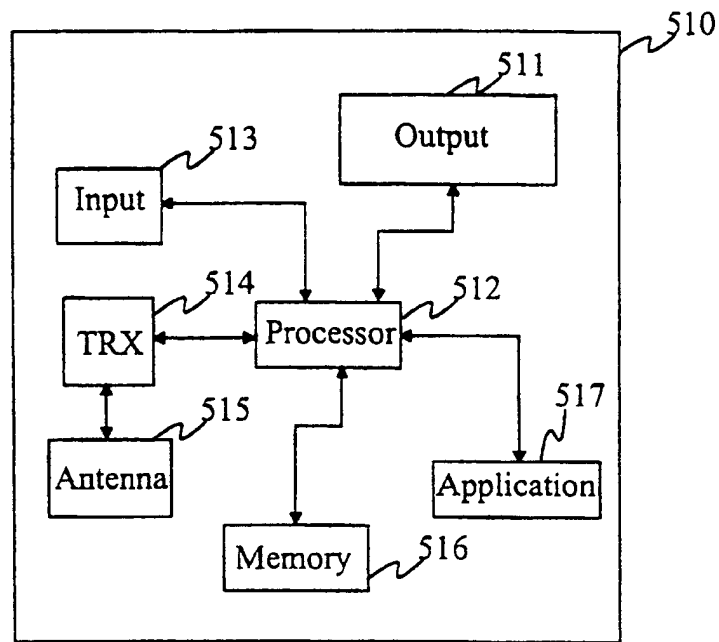 510
511
Output
513
Input
514
TRX
512
Processor
515
Antenna
517
Application
Memory
516